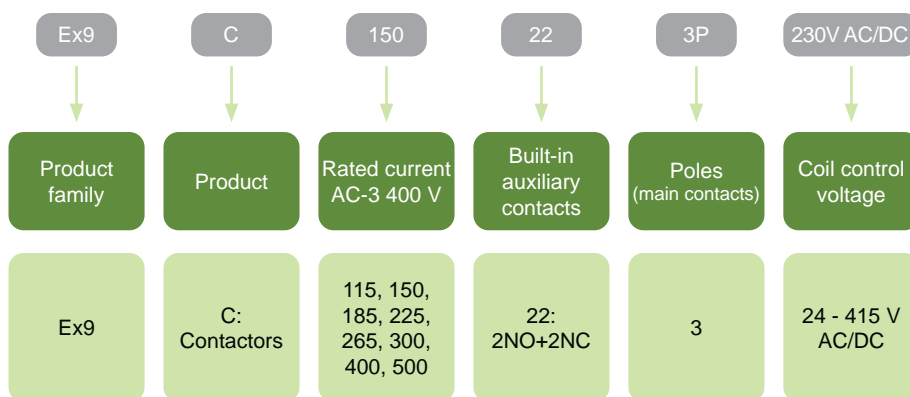 Ex9
C
150
22
3P
230V AC/DC
Product
family
Product
Rated current
AC-3 400 V
Built-in
auxiliary
contacts
Poles
(main contacts)
Coil control
voltage
Ex9
C:
Contactors
115, 150,
185, 225,
265, 300,
400, 500
22:
2NO+2NC
3
24 - 415 V
AC/DC